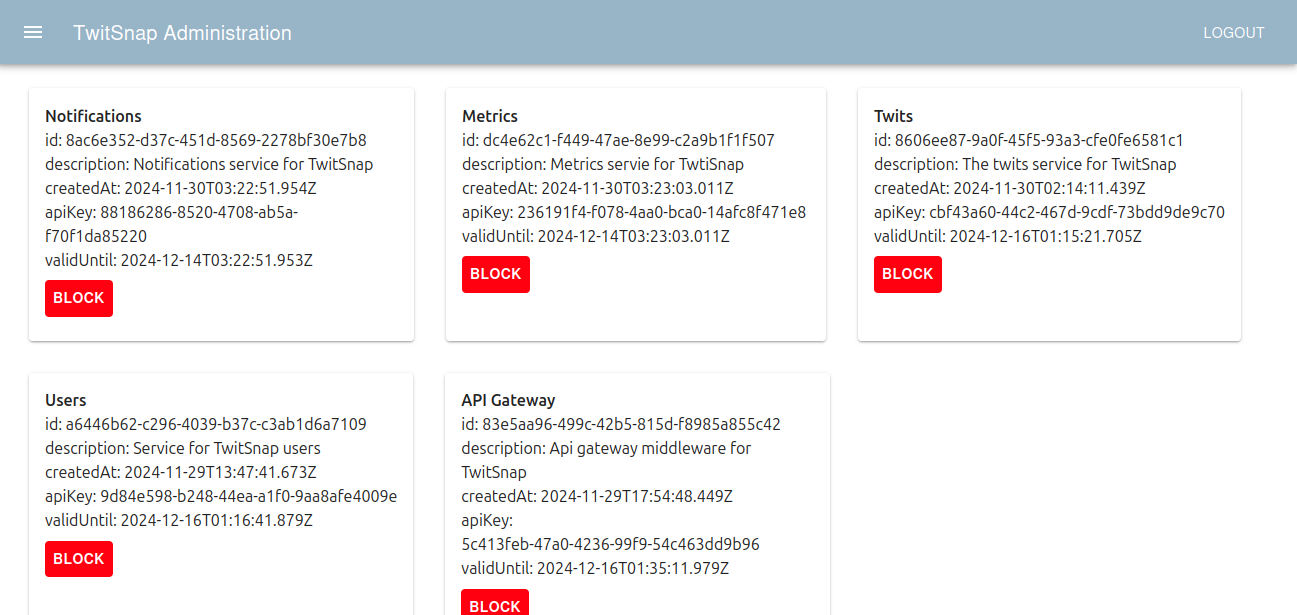 TwitSnap Administration
LOGOUT
Notifications
id: 8ac6e352-d37c-451d-8569-2278bf30e7b8
description: Notifications service for TwitSnap
createdAt: 2024-11-30T03:22:51.954Z
apiKey: 88186286-8520-4708-ab5a-
f70f1da85220
validUntil: 2024-12-14T03:22:51.953Z
BLOCK
Metrics
id: dc4e62c1-f449-47ae-8e99-c2a9b1f1f507
description: Metrics servie for TwtiSnap
createdAt: 2024-11-30T03:23:03.011Z
apiKey: 236191f4-f078-4aa0-bca0-14afc8f471e8
validUntil: 2024-12-14T03:23:03.011Z
BLOCK
Twits
id: 8606ee87-9a0f-45f5-93a3-cfe0fe6581c1
description: The twits service for TwitSnap
createdAt: 2024-11-30T02:14:11.439Z
apiKey: cbf43a60-44c2-467d-9cdf-73bdd9de9c70
validUntil: 2024-12-16T01:15:21.705Z
BLOCK
Users
id: a6446b62-c296-4039-b37c-c3ab1d6a7109
description: Service for TwitSnap users
createdAt: 2024-11-29T13:47:41.673Z
apiKey: 9d84e598-b248-44ea-a1f0-9aa8afe4009e
validUntil: 2024-12-16T01:16:41.879Z
BLOCK
API Gateway
id: 83e5aa96-499c-42b5-815d-f8985a855c42
description: Api gateway middleware for
TwitSnap
createdAt: 2024-11-29T17:54:48.449Z
apiKey:
5c413feb-47a0-4236-99f9-54c463dd9b96
validUntil: 2024-12-16T01:35:11.979Z
BLOCK